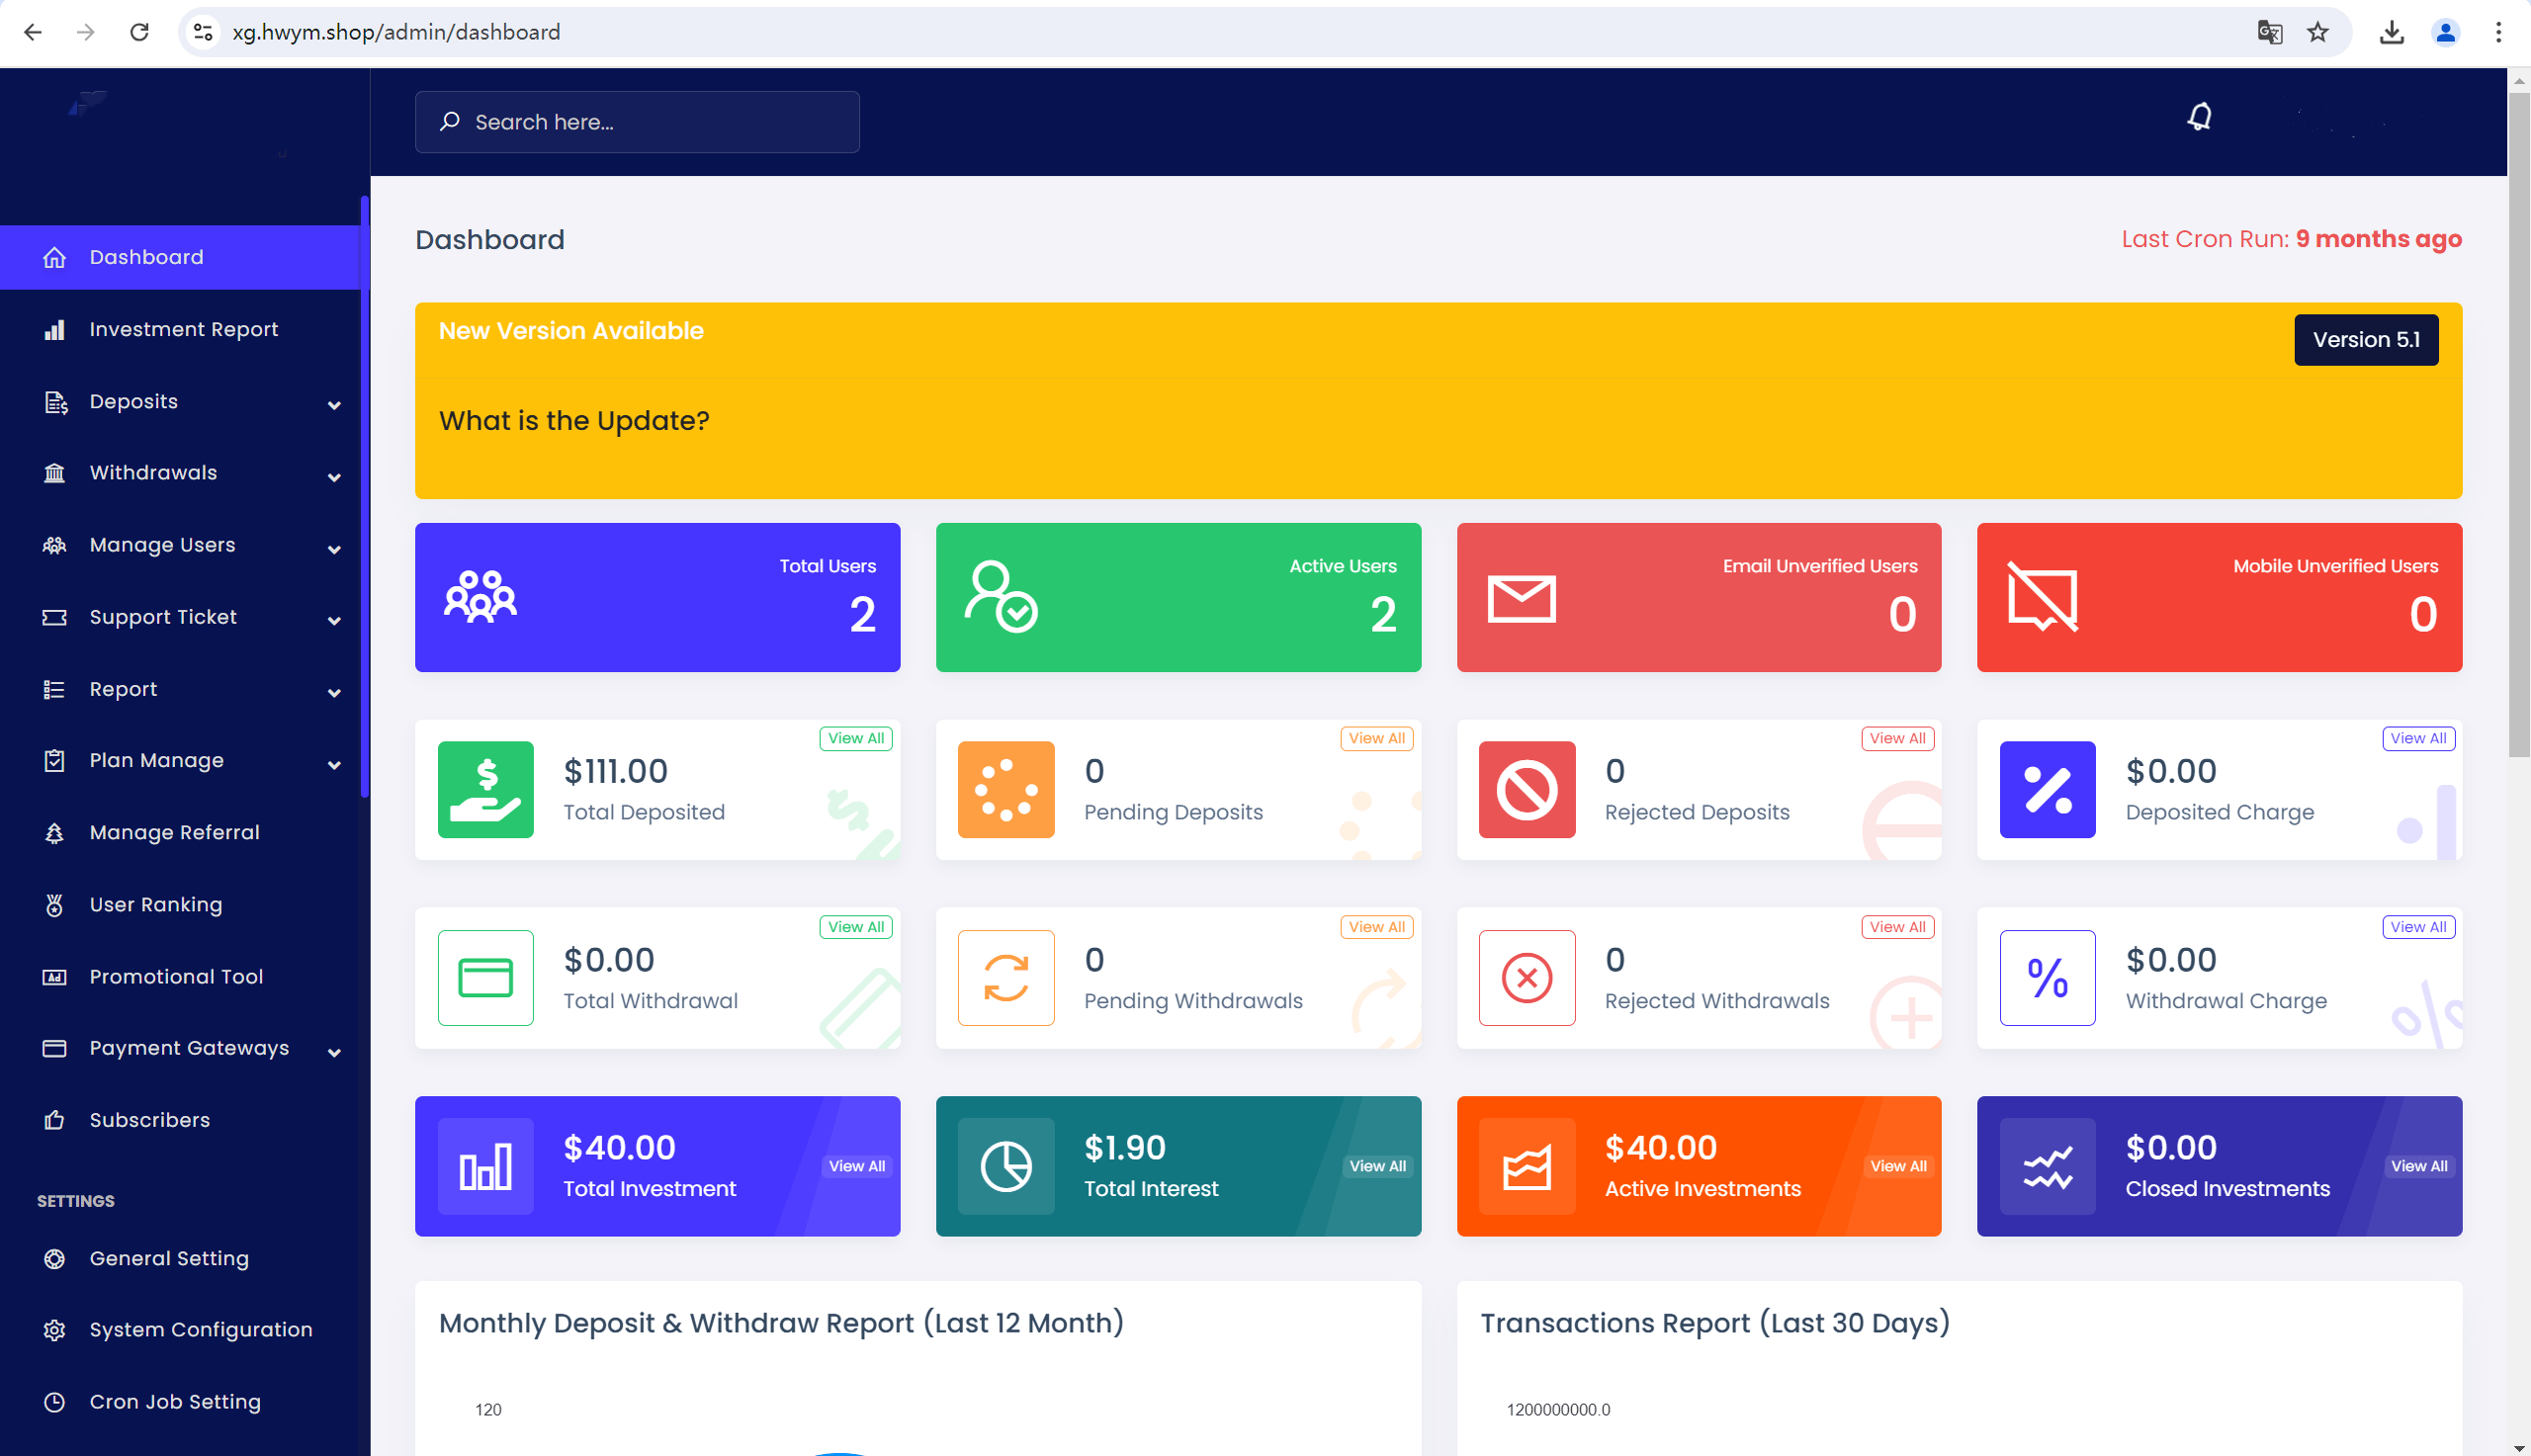 xg.hwym.shop/admin/dashboard
Search here...
Dashboard
Investment Report
Deposits
Withdrawals
Manage Users
Support Ticket
Report
Plan Manage
Manage Referral
User Ranking
Promotional Tool
Payment Gateways
Subscribers
SETTINGS
General Setting
System Configuration
Cron Job Setting
Dashboard
Last Cron Run: 9 months ago
New Version Available
Version 5.1
What is the Update?
Total Users
2
Active Users
2
Email Unverified Users
0
Mobile Unverified Users
0
View All
$111.00
Total Deposited
View All
0
Pending Deposits
View All
0
Rejected Deposits
View All
$0.00
Deposited Charge
View All
$0.00
Total Withdrawal
View All
0
Pending Withdrawals
View All
0
Rejected Withdrawals
View All
$0.00
Withdrawal Charge
$40.00
Total Investment
View All
$1.90
Total Interest
View All
$40.00
Active Investments
View All
$0.00
Closed Investments
View All
Monthly Deposit & Withdraw Report (Last 12 Month)
120
Transactions Report (Last 30 Days)
1200000000.0